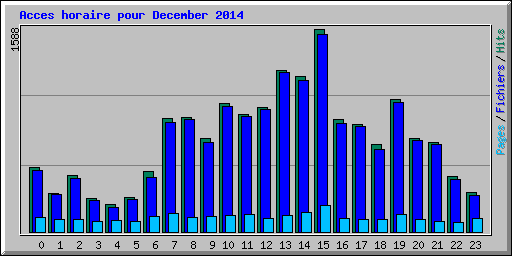 Acces horaire pour December 2014
1588
Pages / Fichiers / Hits
0 1 2 3 4 5 6 7 8 9 10 11 12 13 14 15 16 17 18 19 20 21 22 23